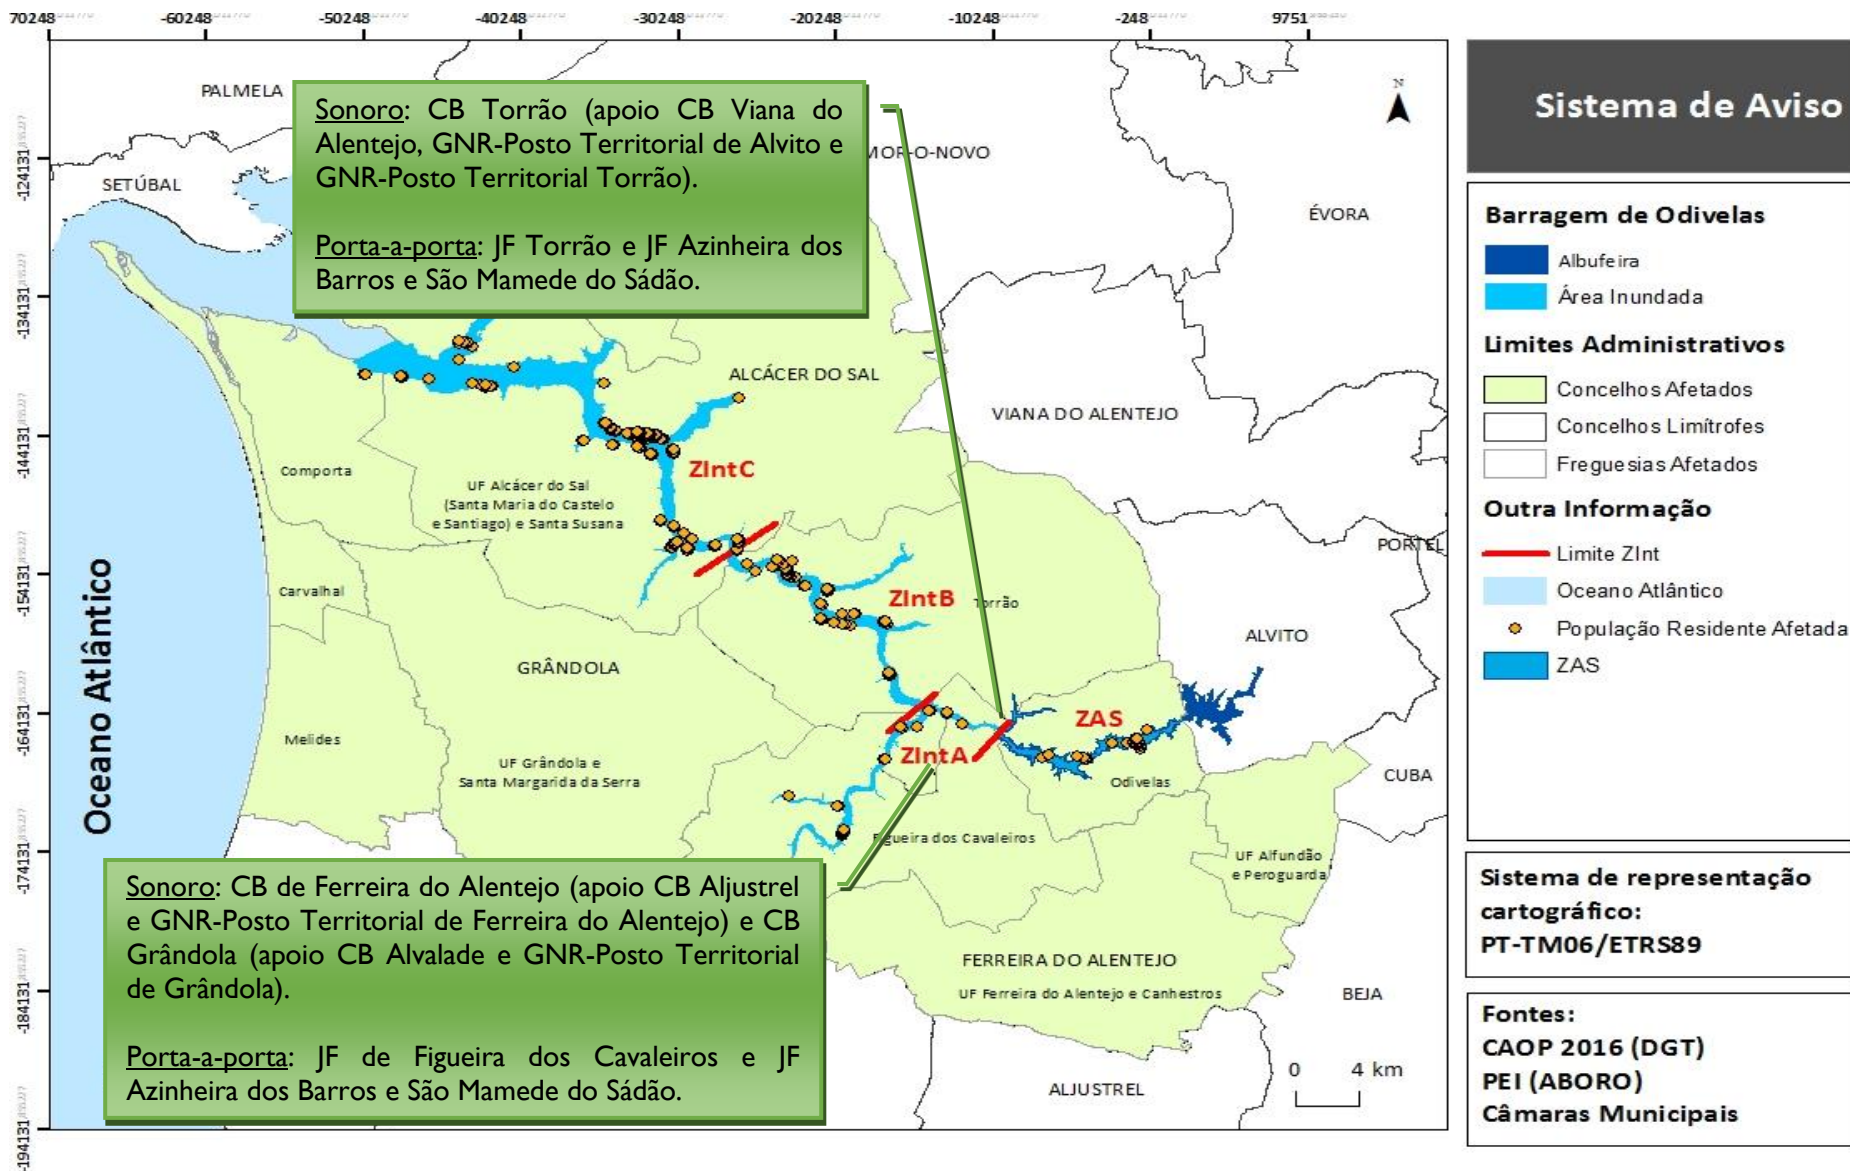 70248
-60248
-50248
-40248
-30248
-20248
-10248
-248
9751
-124131
-134131
-144131
-154131
-164131
-174131
-184131
-194131
PALMELA
SETÚBAL
MOR-O-NOVO
ÉVORA
N
Sonoro: CB Torrão (apoio CB Viana do
Alentejo, GNR-Posto Territorial de Alvito e
GNR-Posto Territorial Torrão).
Porta-a-porta: JF Torrão e JF Azinheira dos
Barros e São Mamede do Sádão.
ALCÁCER DO SAL
VIANA DO ALENTEJO
Comporta
UF Alcácer do Sal
(Santa Maria do Castelo
e Santiago) e Santa Susana
ZIntC
PORTEL
Carvalhal
ZIntB
Torrão
ALVITO
Oceano Atlântico
GRÂNDOLA
ZAS
Melides
UF Grândola e
Santa Margarida da Serra
ZIntA
Odivelas
CUBA
Figueira dos Cavaleiros
UF Alfundão
e Peroguarda
Sonoro: CB de Ferreira do Alentejo (apoio CB Aljustrel
e GNR-Posto Territorial de Ferreira do Alentejo) e CB
Grândola (apoio CB Alvalade e GNR-Posto Territorial
de Grândola).
Porta-a-porta: JF de Figueira dos Cavaleiros e JF
Azinheira dos Barros e São Mamede do Sádão.
FERREIRA DO ALENTEJO
UF Ferreira do Alentejo e Canhestros
BEJA
ALJUSTREL
0 4 km
Sistema de Aviso
Barragem de Odivelas
Albufeira
Área Inundada
Limites Administrativos
Concelhos Afetados
Concelhos Limítrofes
Freguesias Afetados
Outra Informação
Limite ZInt
Oceano Atlântico
População Residente Afetada
ZAS
Sistema de representação
cartográfico:
PT-TM06/ETRS89
Fontes:
CAOP 2016 (DGT)
PEI (ABORO)
Câmaras Municipais